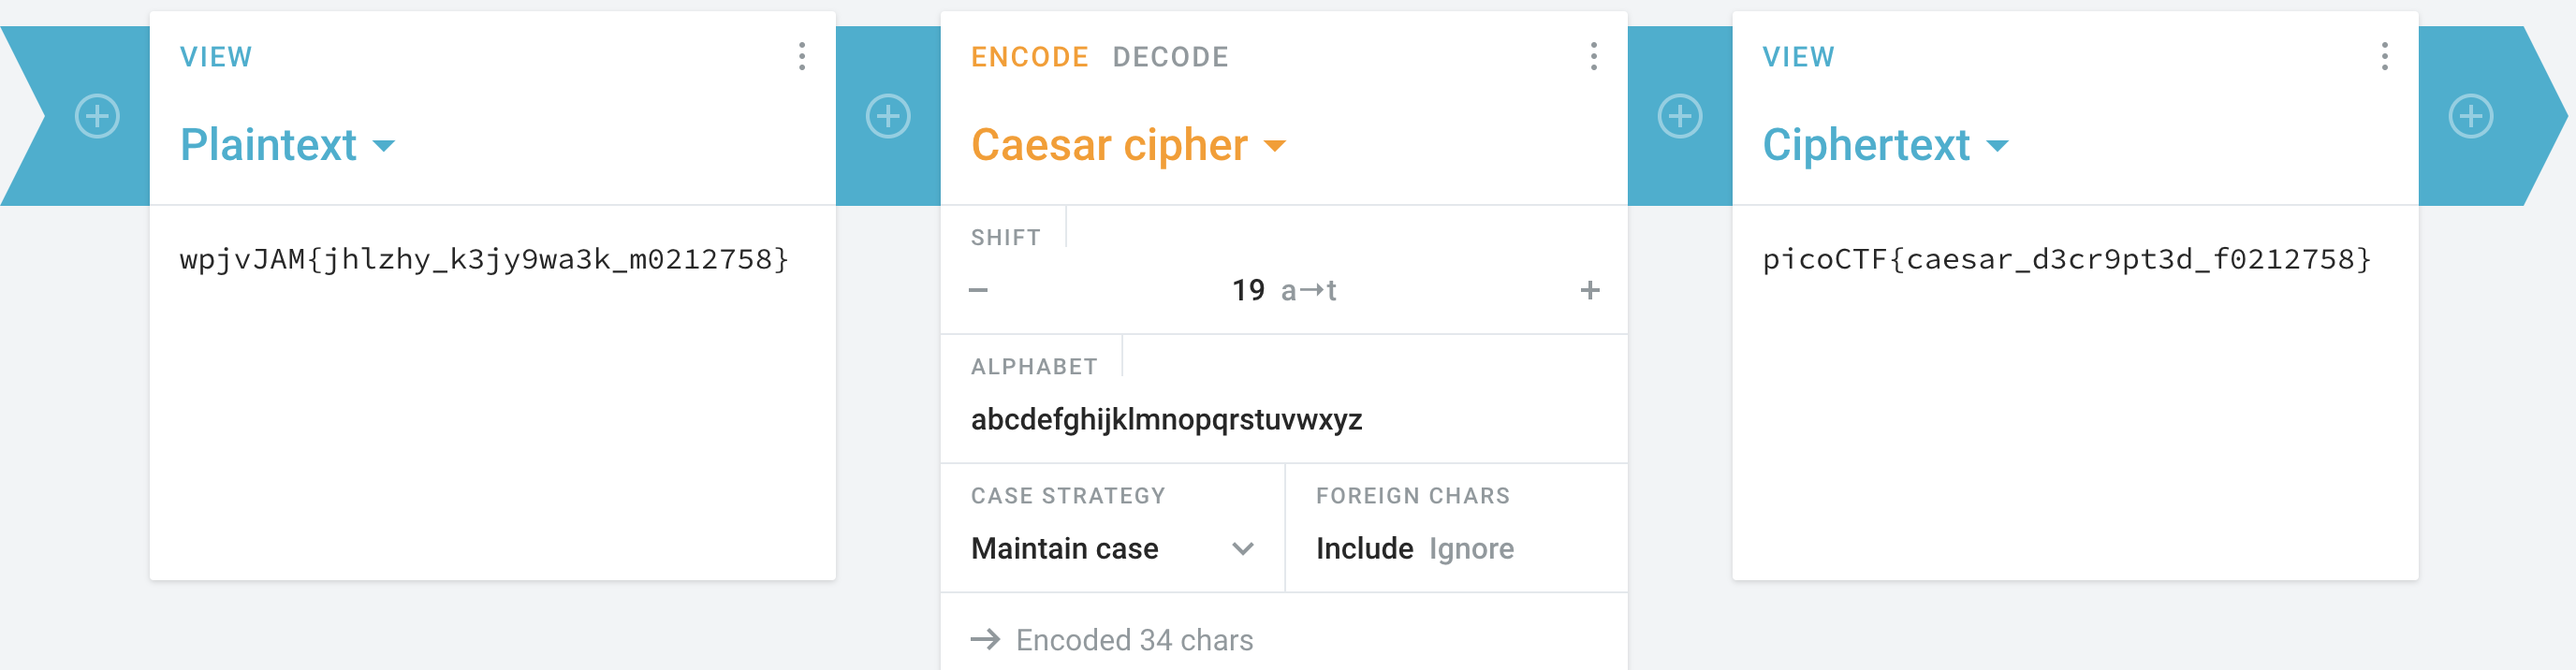 VIEW
Plaintext
wpjvJAM{jhlzhy_k3jy9wa3k_m0212758}
ENCODE DECODE
Caesar cipher
SHIFT
19 a→t
ALPHABET
abcdefghijklmnopqrstuvwxyz
CASE STRATEGY
Maintain case
FOREIGN CHARS
Include Ignore
→ Encoded 34 chars
VIEW
Ciphertext
picoCTF{caesar_d3cr9pt3d_f0212758}